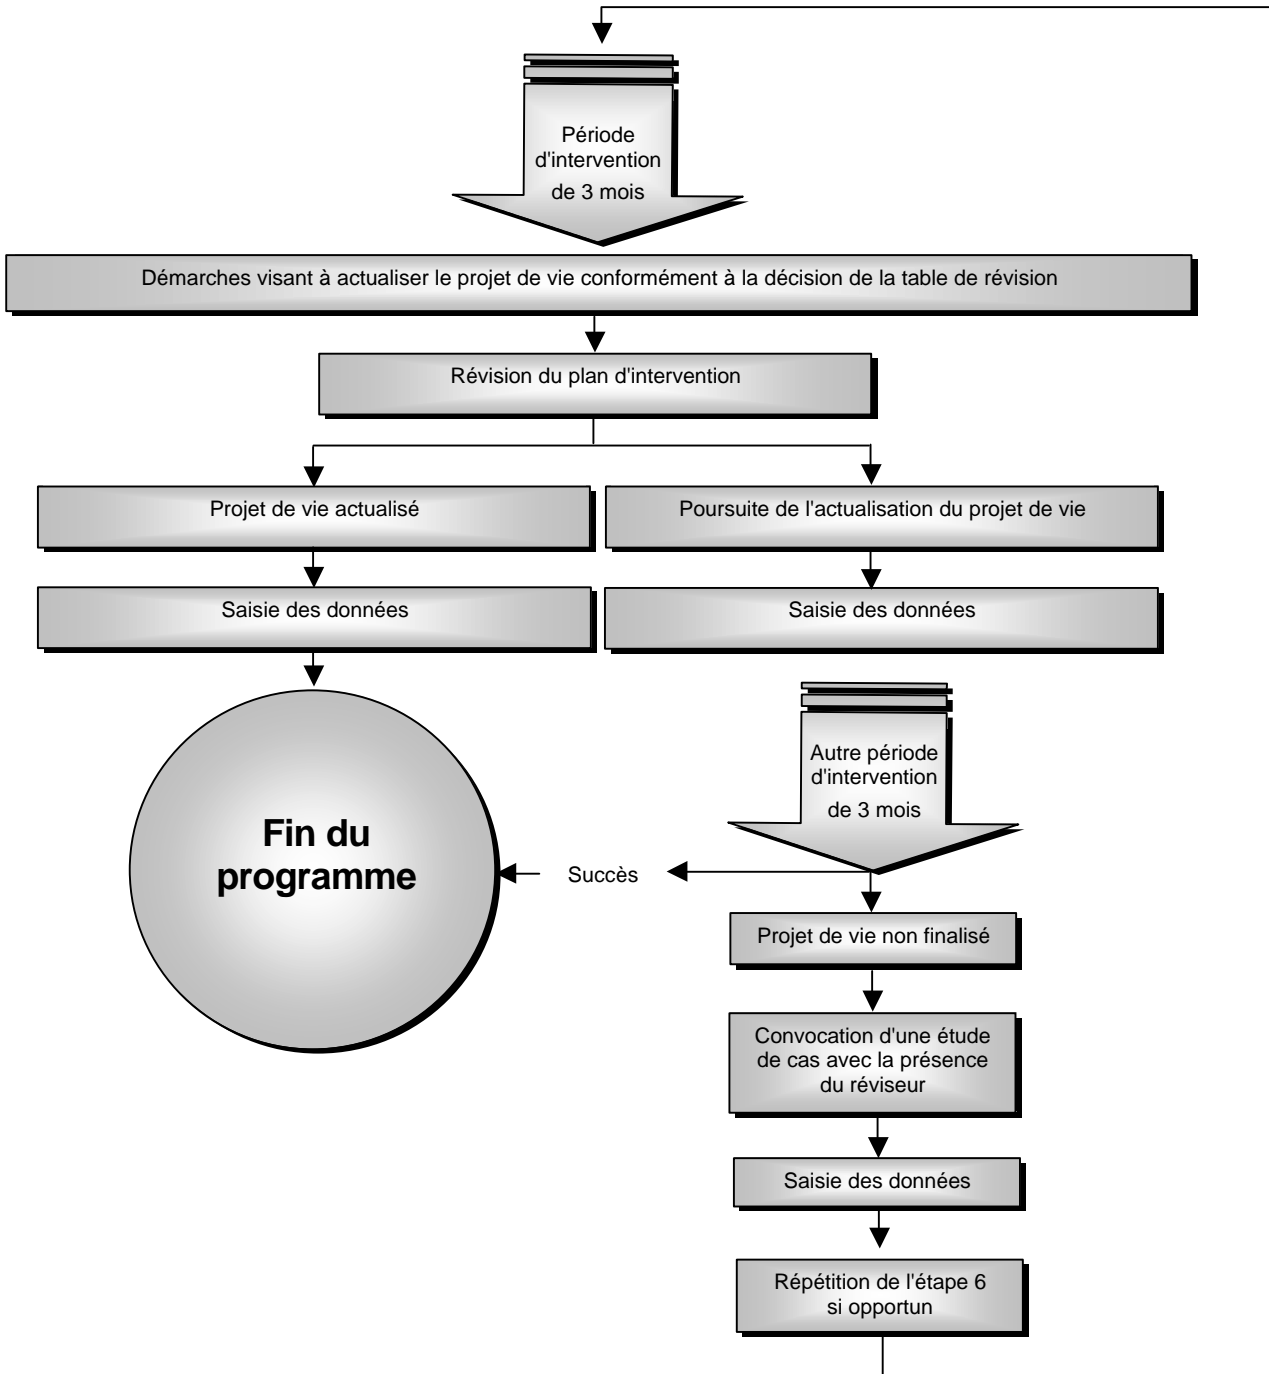 Période
d'intervention
de 3 mois
Démarches visant à actualiser le projet de vie conformément à la décision de la table de révision
Révision du plan d'intervention
Projet de vie actualisé
Poursuite de l'actualisation du projet de vie
Saisie des données
Saisie des données
Autre période
d'intervention
de 3 mois
Fin du
programme
Succès
Projet de vie non finalisé
Convocation d'une étude
de cas avec la présence
du réviseur
Saisie des données
Répétition de l'étape 6
si opportun